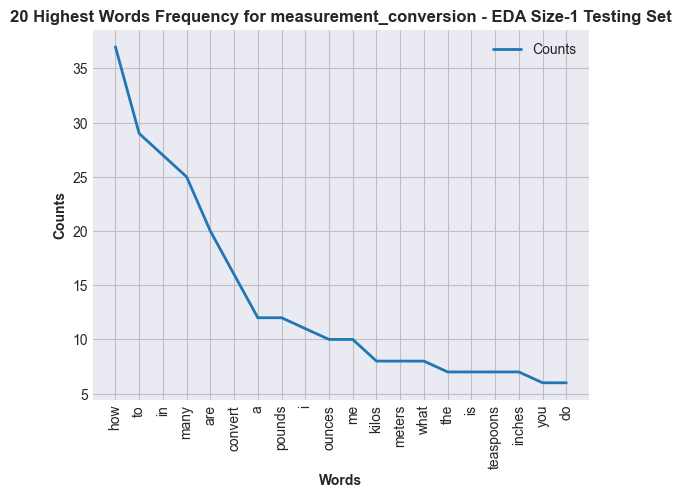 20 Highest Words Frequency for measurement_conversion - EDA Size-1 Testing Set
Counts
35
30
25
20
15
10
5
Counts
how
to
in
many
are
convert
a
pounds
i
ounces
me
kilos
meters
what
the
is
teaspoons
inches
you
do
Words